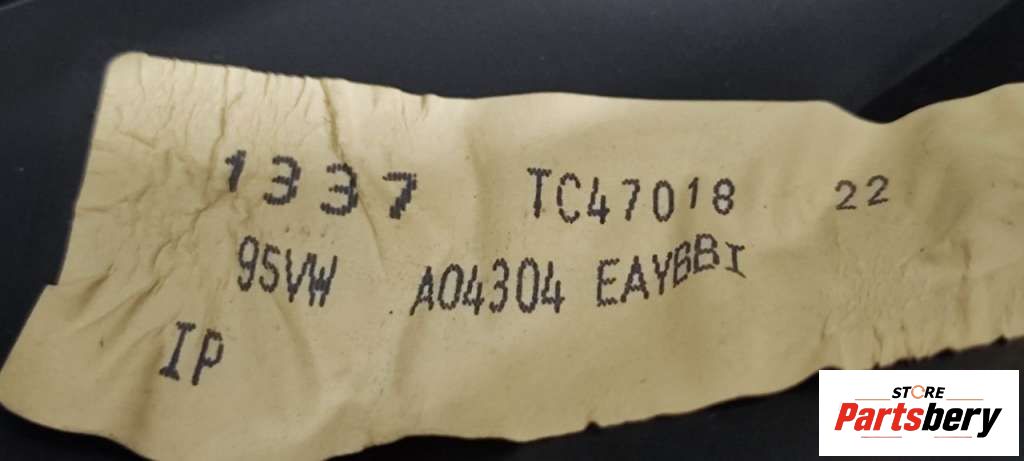 1337 TC47018 22
95VW A04304 EAYBBI
IP
STORE
Partsbery